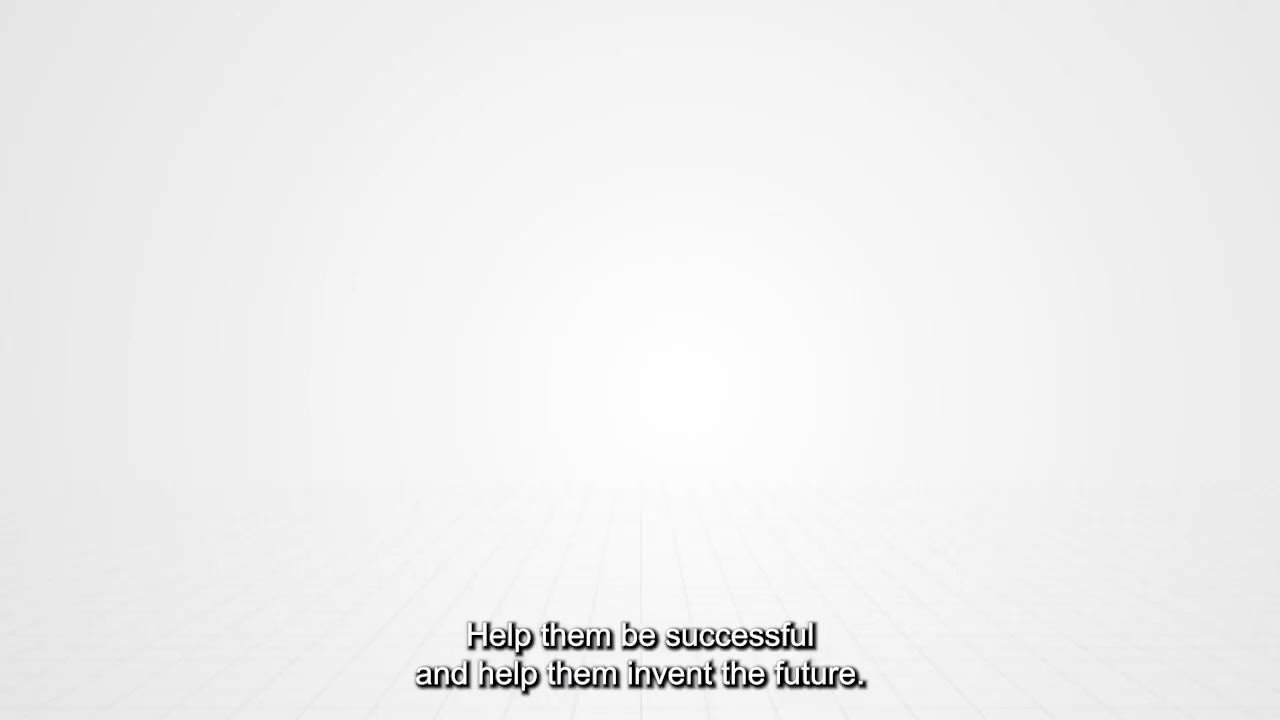 Help them be successful
and help them invent the future.